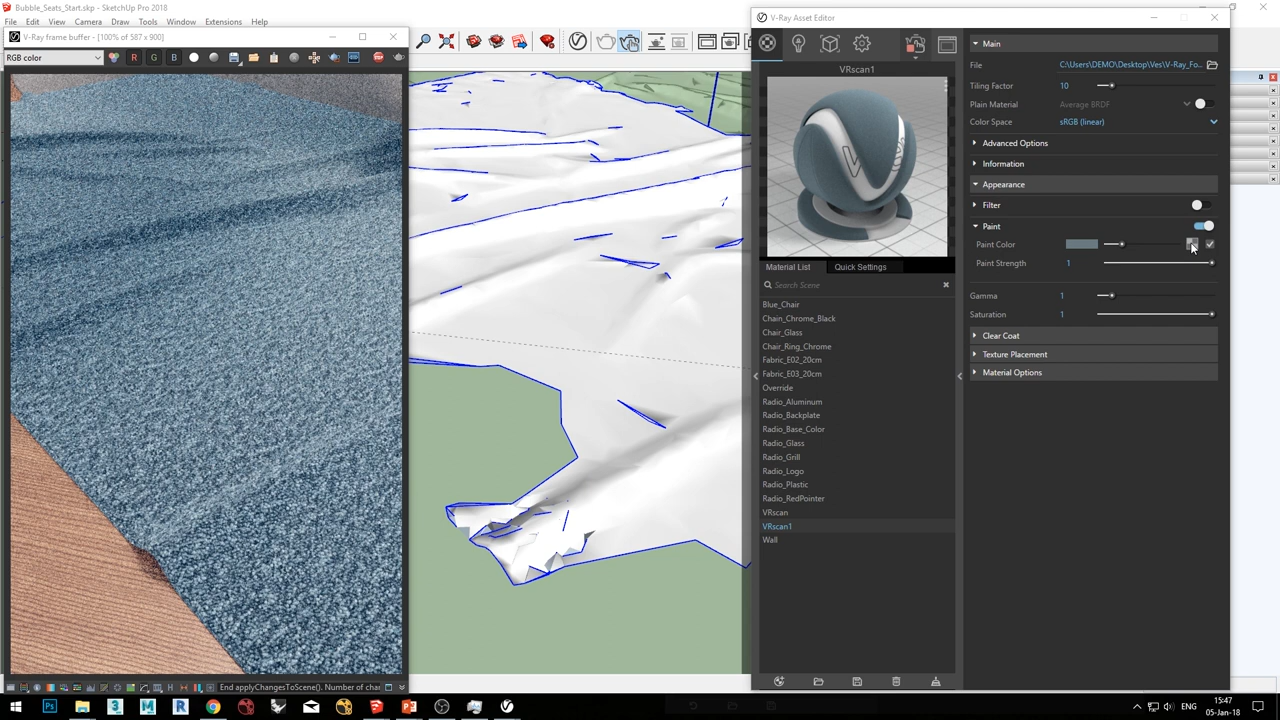 Bubble_Seats_Start.skp - SketchUp Pro 2018
File Edit View Camera Draw Tools Window Extensions Help
V-Ray frame buffer - [100% of 587 x 900]
RGB color
R G B
End applyChangesToScene(). Number of char
V-Ray Asset Editor
VRscan1
Material List Quick Settings
Search Scene
Blue_Chair
Chain_Chrome_Black
Chair_Glass
Chair_Ring_Chrome
Fabric_E02_20cm
Fabric_E03_20cm
Override
Radio_Aluminum
Radio_Backplate
Radio_Base_Color
Radio_Glass
Radio_Grill
Radio_Logo
Radio_Plastic
Radio_RedPointer
VRscan
VRscan1
Wall
Main
File C:\Users\DEMO\Desktop\Ves\V-Ray_Fo...
Tiling Factor 10
Plain Material Average BRDF
Color Space sRGB (linear)
Advanced Options
Information
Appearance
Filter
Paint
Paint Color
Paint Strength 1
Gamma 1
Saturation 1
Clear Coat
Texture Placement
Material Options
ENG
15:47
05-Jan-18